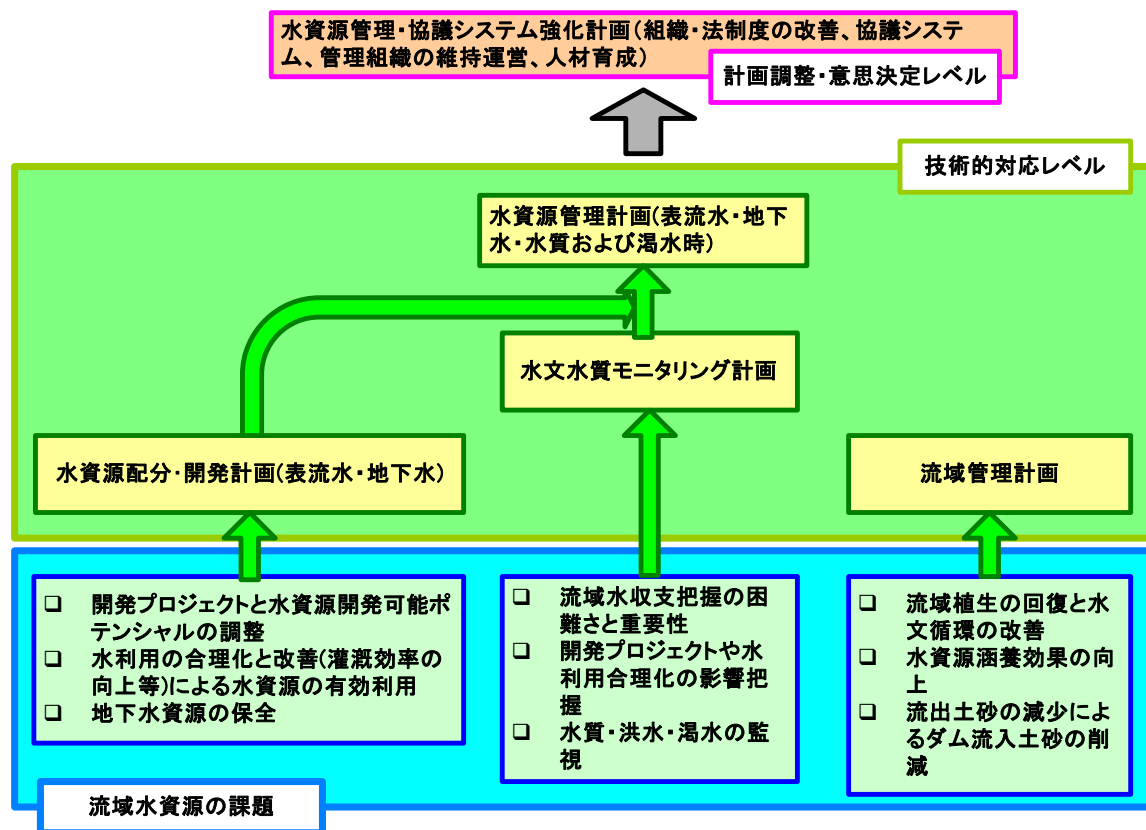 水資源管理・協議システム強化計画(組織・法制度の改善、協議システ
ム、管理組織の維持運営、人材育成)
計画調整・意思決定レベル
技術的対応レベル
水資源管理計画(表流水・地下
水・水質および渇水時)
水文水質モニタリング計画
水資源配分・開発計画(表流水・地下水)
流域管理計画
❑ 開発プロジェクトと水資源開発可能ポ
テンシャルの調整
❑ 水利用の合理化と改善(灌漑効率の
向上等)による水資源の有効利用
❑ 地下水資源の保全
❑ 流域水収支把握の困
難さと重要性
❑ 開発プロジェクトや水
利用合理化の影響把
握
❑ 水質・洪水・渇水の監
視
❑ 流域植生の回復と水
文循環の改善
❑ 水資源涵養効果の向
上
❑ 流出土砂の減少によ
るダム流入土砂の削
減
流域水資源の課題